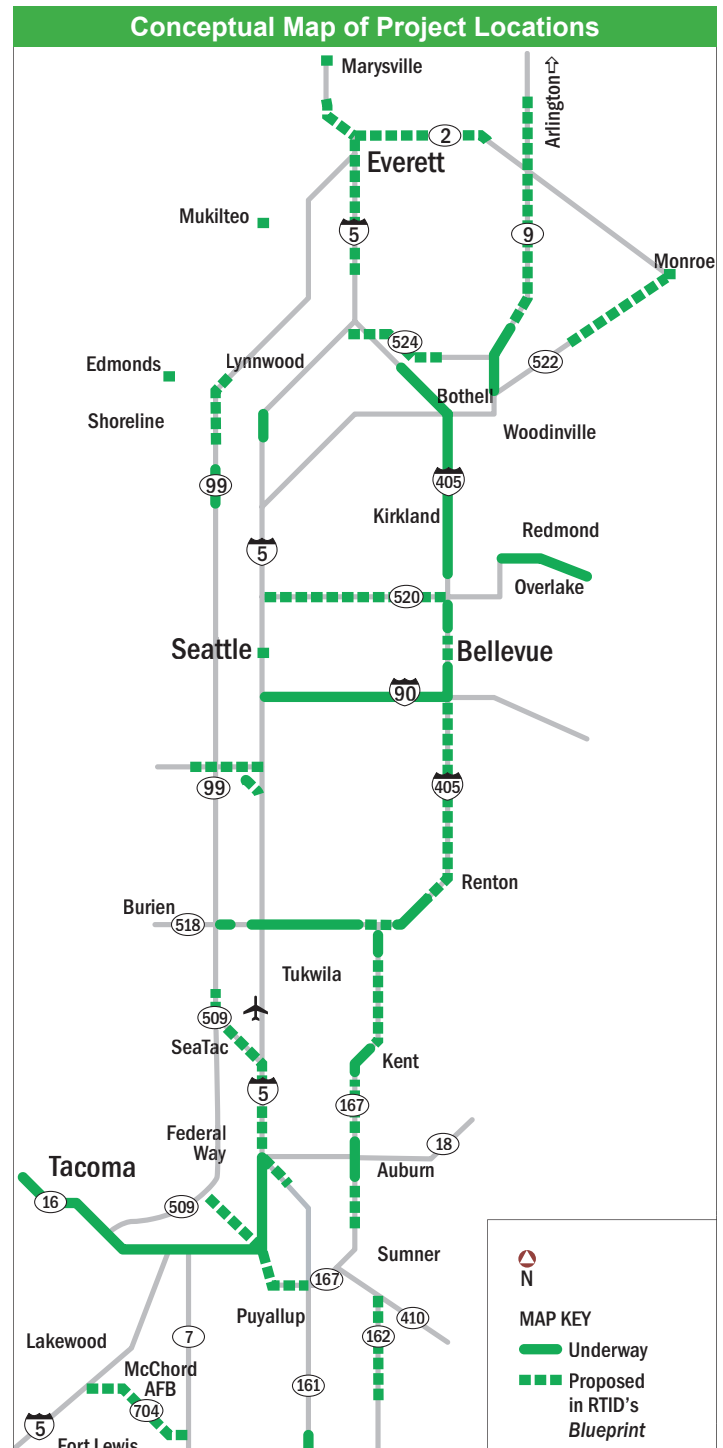 Conceptual Map of Project Locations
Marysville
Arlington
2
Everett
Mukilteo
5
9
Monroe
524
Edmonds
Lynnwood
522
Bothell
Shoreline
Woodinville
99
405
Kirkland
Redmond
5
Overlake
520
Seattle
Bellevue
90
99
405
Renton
Burien
518
Tukwila
509
SeaTac
Kent
5
167
Federal
Way
18
Tacoma
Auburn
16
509
Sumner
N
167
Puyallup
410
MAP KEY
Lakewood
7
162
Underway
McChord
AFB
161
Proposed
in RTID's
Blueprint
704
5
Fort Lewis